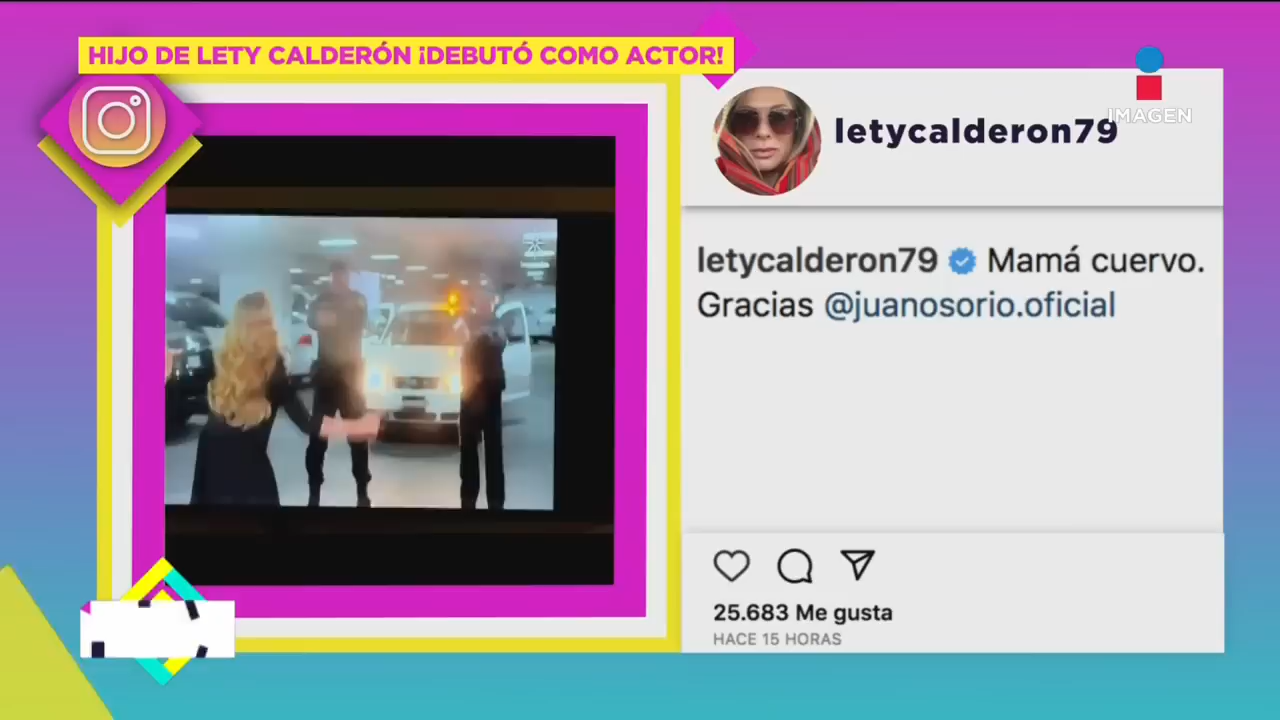 HIJO DE LETY CALDERÓN ¡DEBUTÓ COMO ACTOR!
IMAGEN
letycalderon79
letycalderon79 Mamá cuervo.
Gracias @juanosorio.oficial
25.683 Me gusta
HACE 15 HORAS